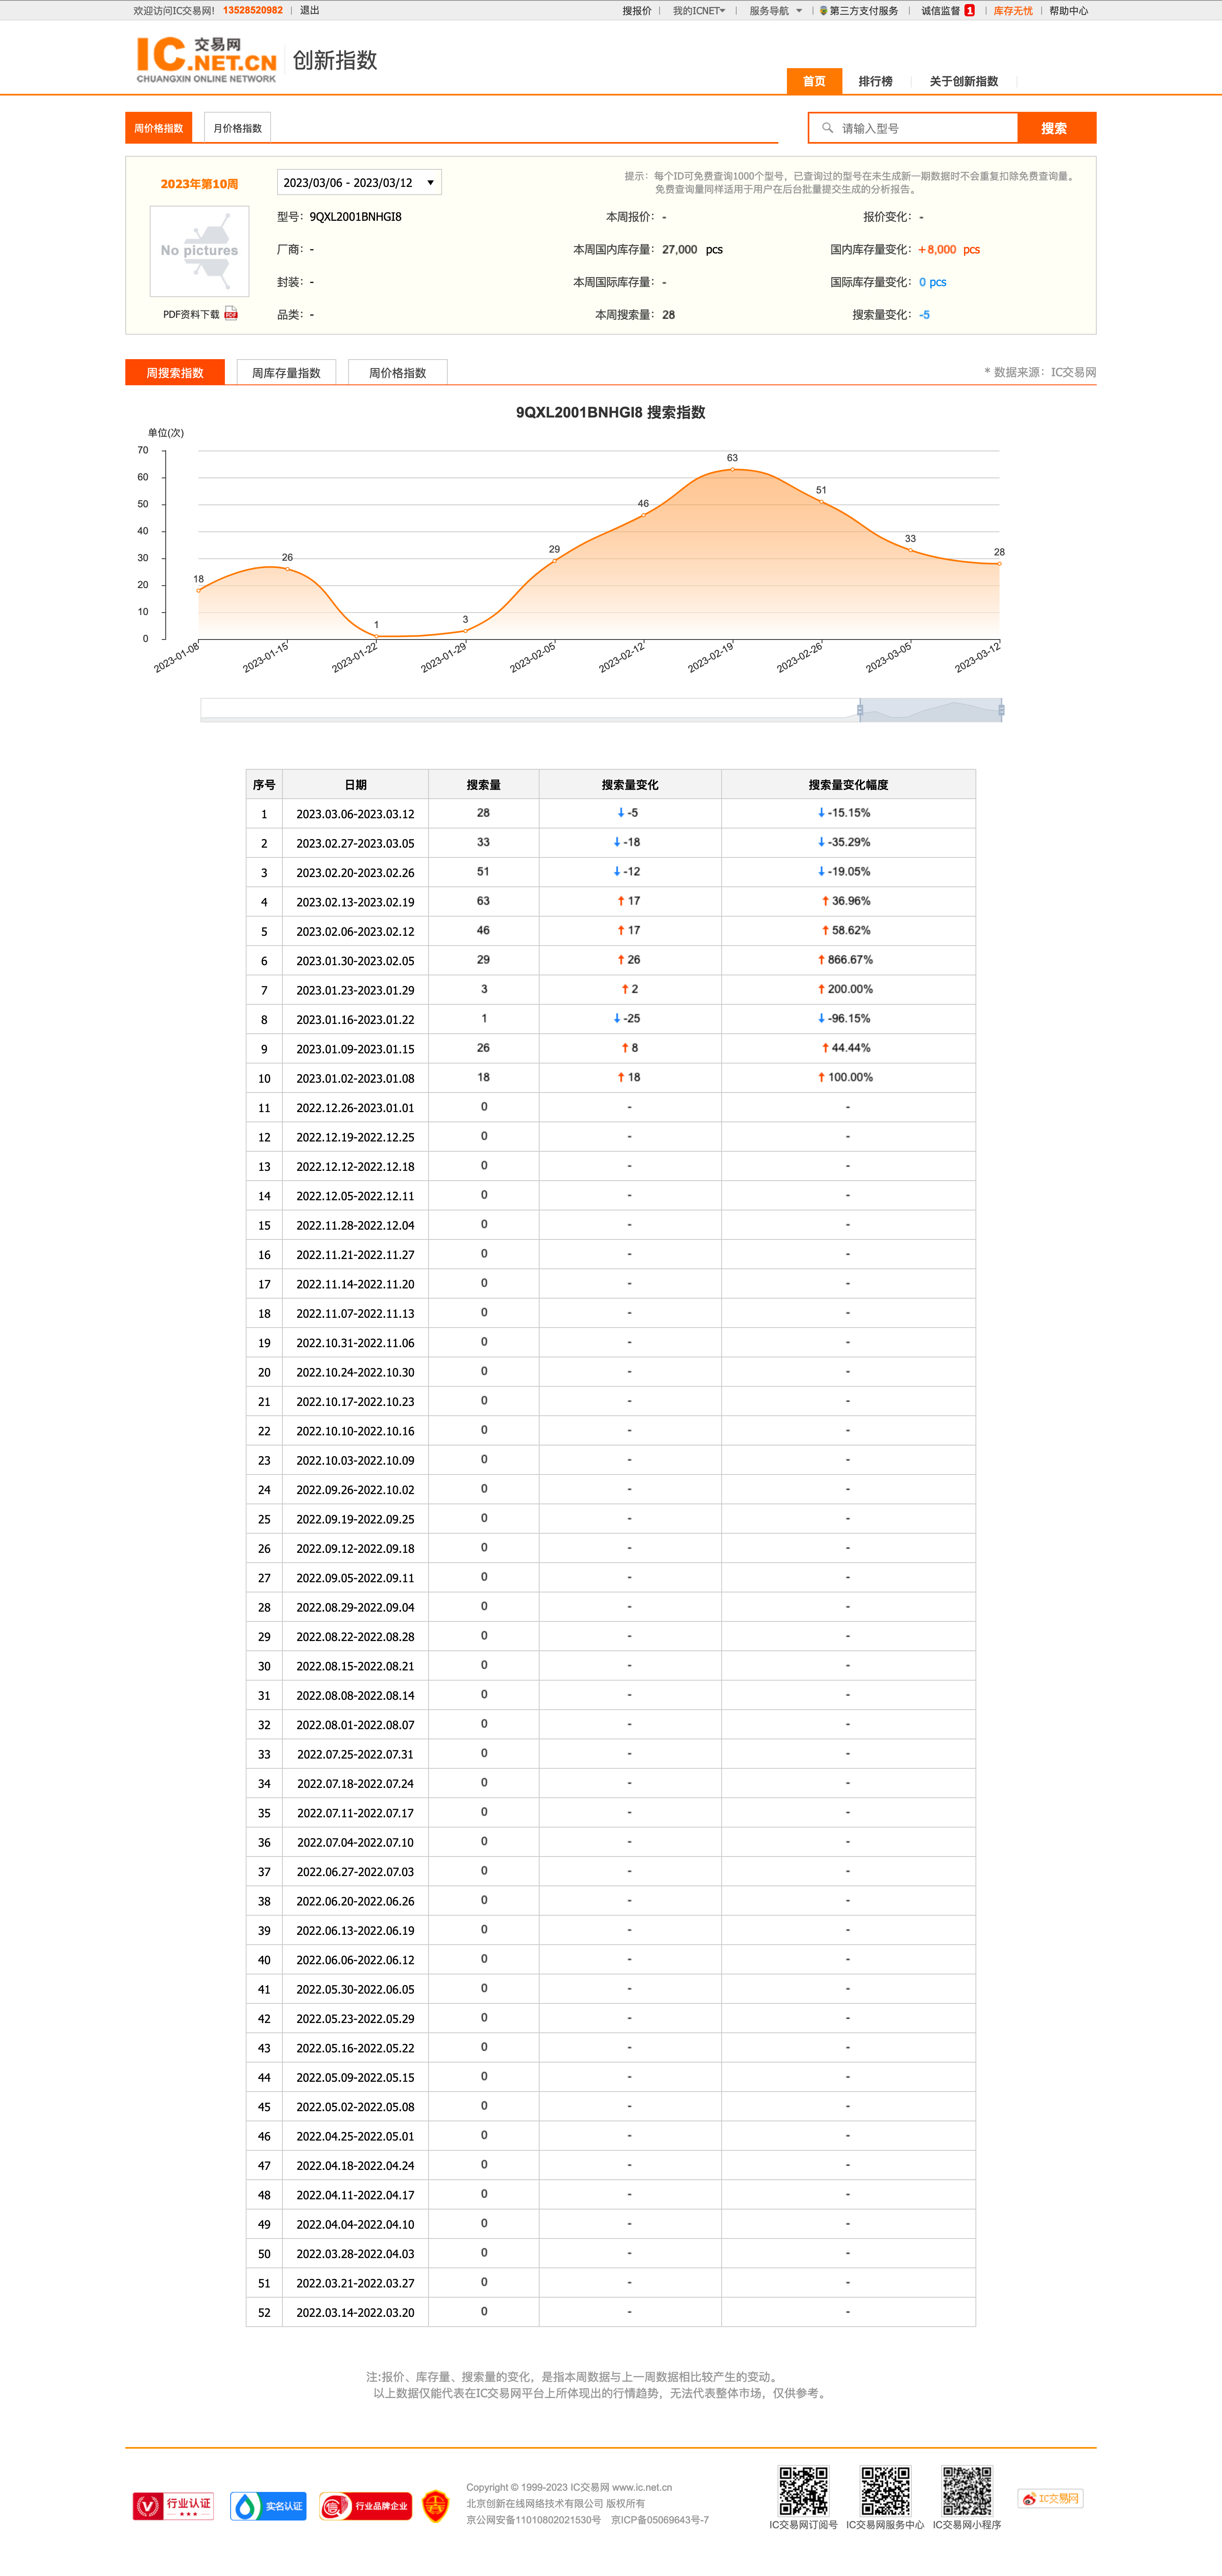 欢迎访问IC交易网! 13528520982 | 退出 搜报价 | 我的ICNET | 服务导航 | 第三方支付服务 | 诚信监督 1 | 库存无忧 | 帮助中心
IC交易网 .NET.CN CHUANGXIN ONLINE NETWORK 创新指数
首页 排行榜 关于创新指数
周价格指数 月价格指数 请输入型号 搜索
2023年第10周 2023/03/06 - 2023/03/12 ▼ 提示：每个ID可免费查询1000个型号，已查询过的型号在未生成新一期数据时不会重复扣除免费查询量。
免费查询量同样适用于用户在后台批量提交生成的分析报告。
No pictures
型号：9QXL2001BNHGI8 本周报价：- 报价变化：-
厂商：- 本周国内库存量：27,000 pcs 国内库存量变化：+8,000 pcs
封装：- 本周国际库存量：- 国际库存量变化：0 pcs
PDF资料下载 品类：- 本周搜索量：28 搜索量变化：-5
周搜索指数 周库存量指数 周价格指数 * 数据来源：IC交易网
9QXL2001BNHGI8 搜索指数
单位(次)
70
60
50
40
30
20
10
0
18 26 1 3 29 46 63 51 33 28
2023-01-08 2023-01-15 2023-01-22 2023-01-29 2023-02-05 2023-02-12 2023-02-19 2023-02-26 2023-03-05 2023-03-12
序号 日期 搜索量 搜索量变化 搜索量变化幅度
1 2023.03.06-2023.03.12 28 ↓-5 ↓-15.15%
2 2023.02.27-2023.03.05 33 ↓-18 ↓-35.29%
3 2023.02.20-2023.02.26 51 ↓-12 ↓-19.05%
4 2023.02.13-2023.02.19 63 ↑17 ↑36.96%
5 2023.02.06-2023.02.12 46 ↑17 ↑58.62%
6 2023.01.30-2023.02.05 29 ↑26 ↑866.67%
7 2023.01.23-2023.01.29 3 ↑2 ↑200.00%
8 2023.01.16-2023.01.22 1 ↓-25 ↓-96.15%
9 2023.01.09-2023.01.15 26 ↑8 ↑44.44%
10 2023.01.02-2023.01.08 18 ↑18 ↑100.00%
11 2022.12.26-2023.01.01 0 - -
12 2022.12.19-2022.12.25 0 - -
13 2022.12.12-2022.12.18 0 - -
14 2022.12.05-2022.12.11 0 - -
15 2022.11.28-2022.12.04 0 - -
16 2022.11.21-2022.11.27 0 - -
17 2022.11.14-2022.11.20 0 - -
18 2022.11.07-2022.11.13 0 - -
19 2022.10.31-2022.11.06 0 - -
20 2022.10.24-2022.10.30 0 - -
21 2022.10.17-2022.10.23 0 - -
22 2022.10.10-2022.10.16 0 - -
23 2022.10.03-2022.10.09 0 - -
24 2022.09.26-2022.10.02 0 - -
25 2022.09.19-2022.09.25 0 - -
26 2022.09.12-2022.09.18 0 - -
27 2022.09.05-2022.09.11 0 - -
28 2022.08.29-2022.09.04 0 - -
29 2022.08.22-2022.08.28 0 - -
30 2022.08.15-2022.08.21 0 - -
31 2022.08.08-2022.08.14 0 - -
32 2022.08.01-2022.08.07 0 - -
33 2022.07.25-2022.07.31 0 - -
34 2022.07.18-2022.07.24 0 - -
35 2022.07.11-2022.07.17 0 - -
36 2022.07.04-2022.07.10 0 - -
37 2022.06.27-2022.07.03 0 - -
38 2022.06.20-2022.06.26 0 - -
39 2022.06.13-2022.06.19 0 - -
40 2022.06.06-2022.06.12 0 - -
41 2022.05.30-2022.06.05 0 - -
42 2022.05.23-2022.05.29 0 - -
43 2022.05.16-2022.05.22 0 - -
44 2022.05.09-2022.05.15 0 - -
45 2022.05.02-2022.05.08 0 - -
46 2022.04.25-2022.05.01 0 - -
47 2022.04.18-2022.04.24 0 - -
48 2022.04.11-2022.04.17 0 - -
49 2022.04.04-2022.04.10 0 - -
50 2022.03.28-2022.04.03 0 - -
51 2022.03.21-2022.03.27 0 - -
52 2022.03.14-2022.03.20 0 - -
注:报价、库存量、搜索量的变化，是指本周数据与上一周数据相比较产生的变动。
以上数据仅能代表在IC交易网平台上所体现出的行情趋势，无法代表整体市场，仅供参考。
行业认证 实名认证 行业品牌企业
Copyright © 1999-2023 IC交易网 www.ic.net.cn
北京创新在线网络技术有限公司 版权所有
京公网安备11010802021530号 京ICP备05069643号-7
IC交易网订阅号 IC交易网服务中心 IC交易网小程序
IC交易网